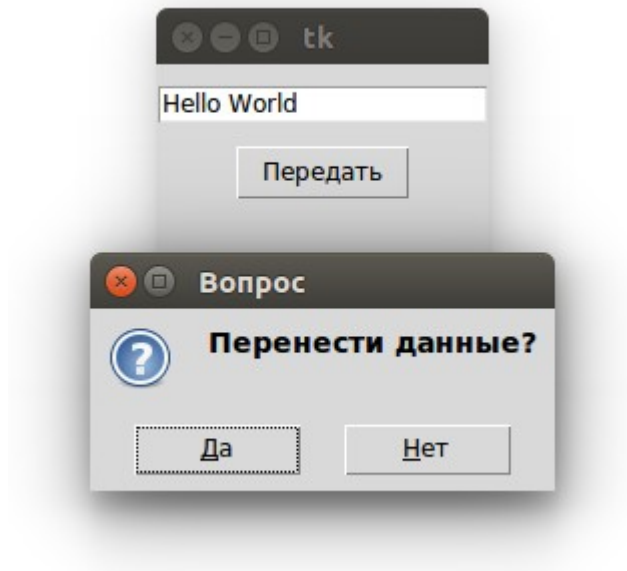 tk
Hello World
Передать
Вопрос
Перенести данные?
Да
Нет